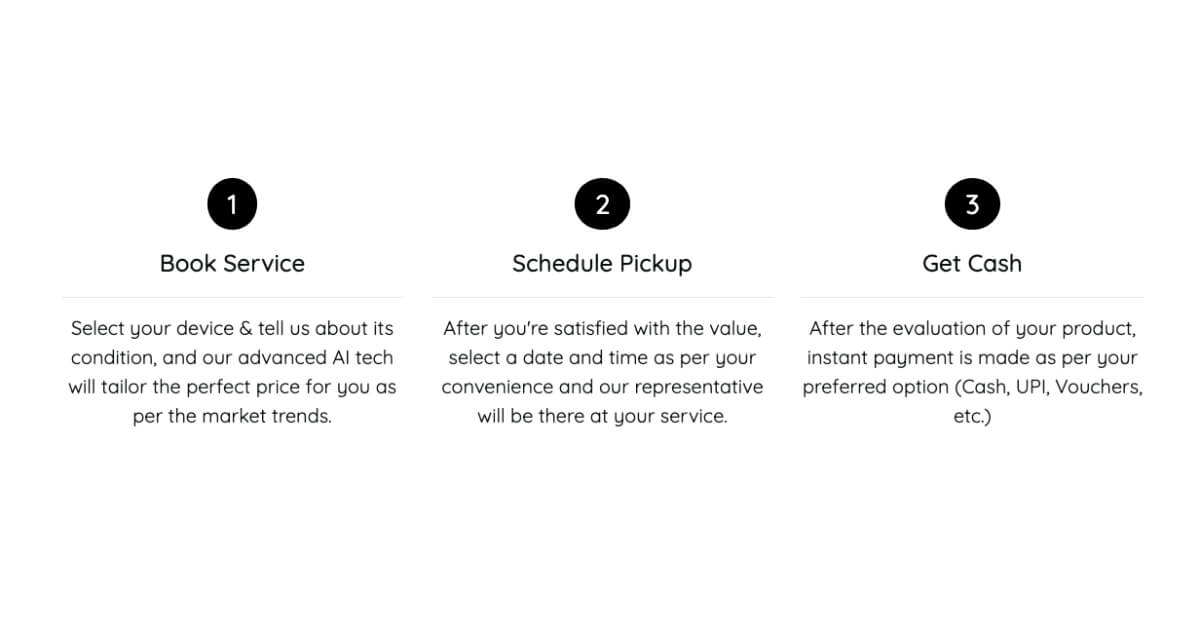 1
Book Service
Select your device & tell us about its
condition, and our advanced AI tech
will tailor the perfect price for you as
per the market trends.
2
Schedule Pickup
After you're satisfied with the value,
select a date and time as per your
convenience and our representative
will be there at your service.
3
Get Cash
After the evaluation of your product,
instant payment is made as per your
preferred option (Cash, UPI, Vouchers,
etc.)